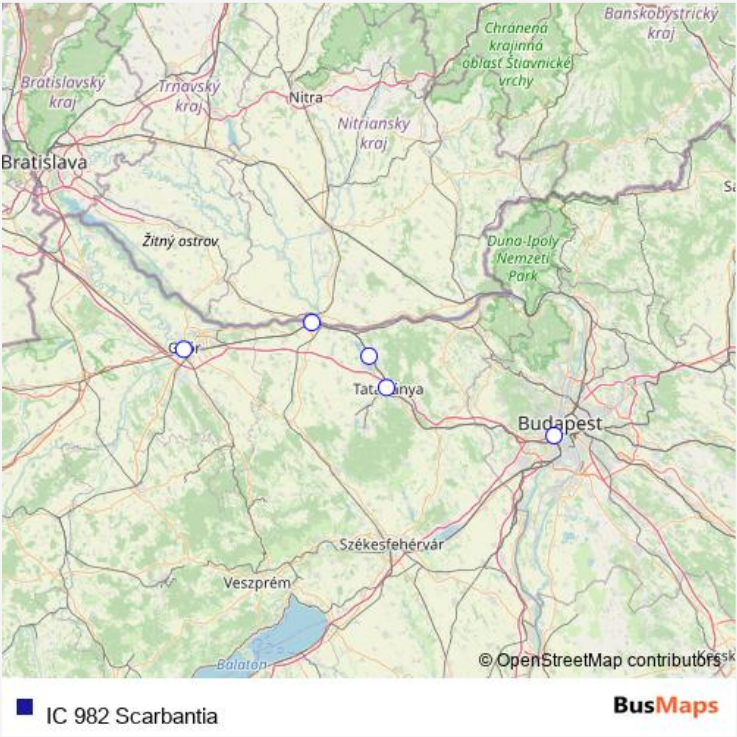 Banskobystrický
kraj
Chránená
krajinná
oblasť Štiavnické
vrchy
Bratislavský
kraj
Trnavský
kraj
Nitra
Nitriansky
kraj
Bratislava
Žitný ostrov
Duna-Ipoly
Nemzeti
Park
Budapest
Székesfehérvár
Veszprém
Balaton
© OpenStreetMap contributors
IC 982 Scarbantia
BusMaps